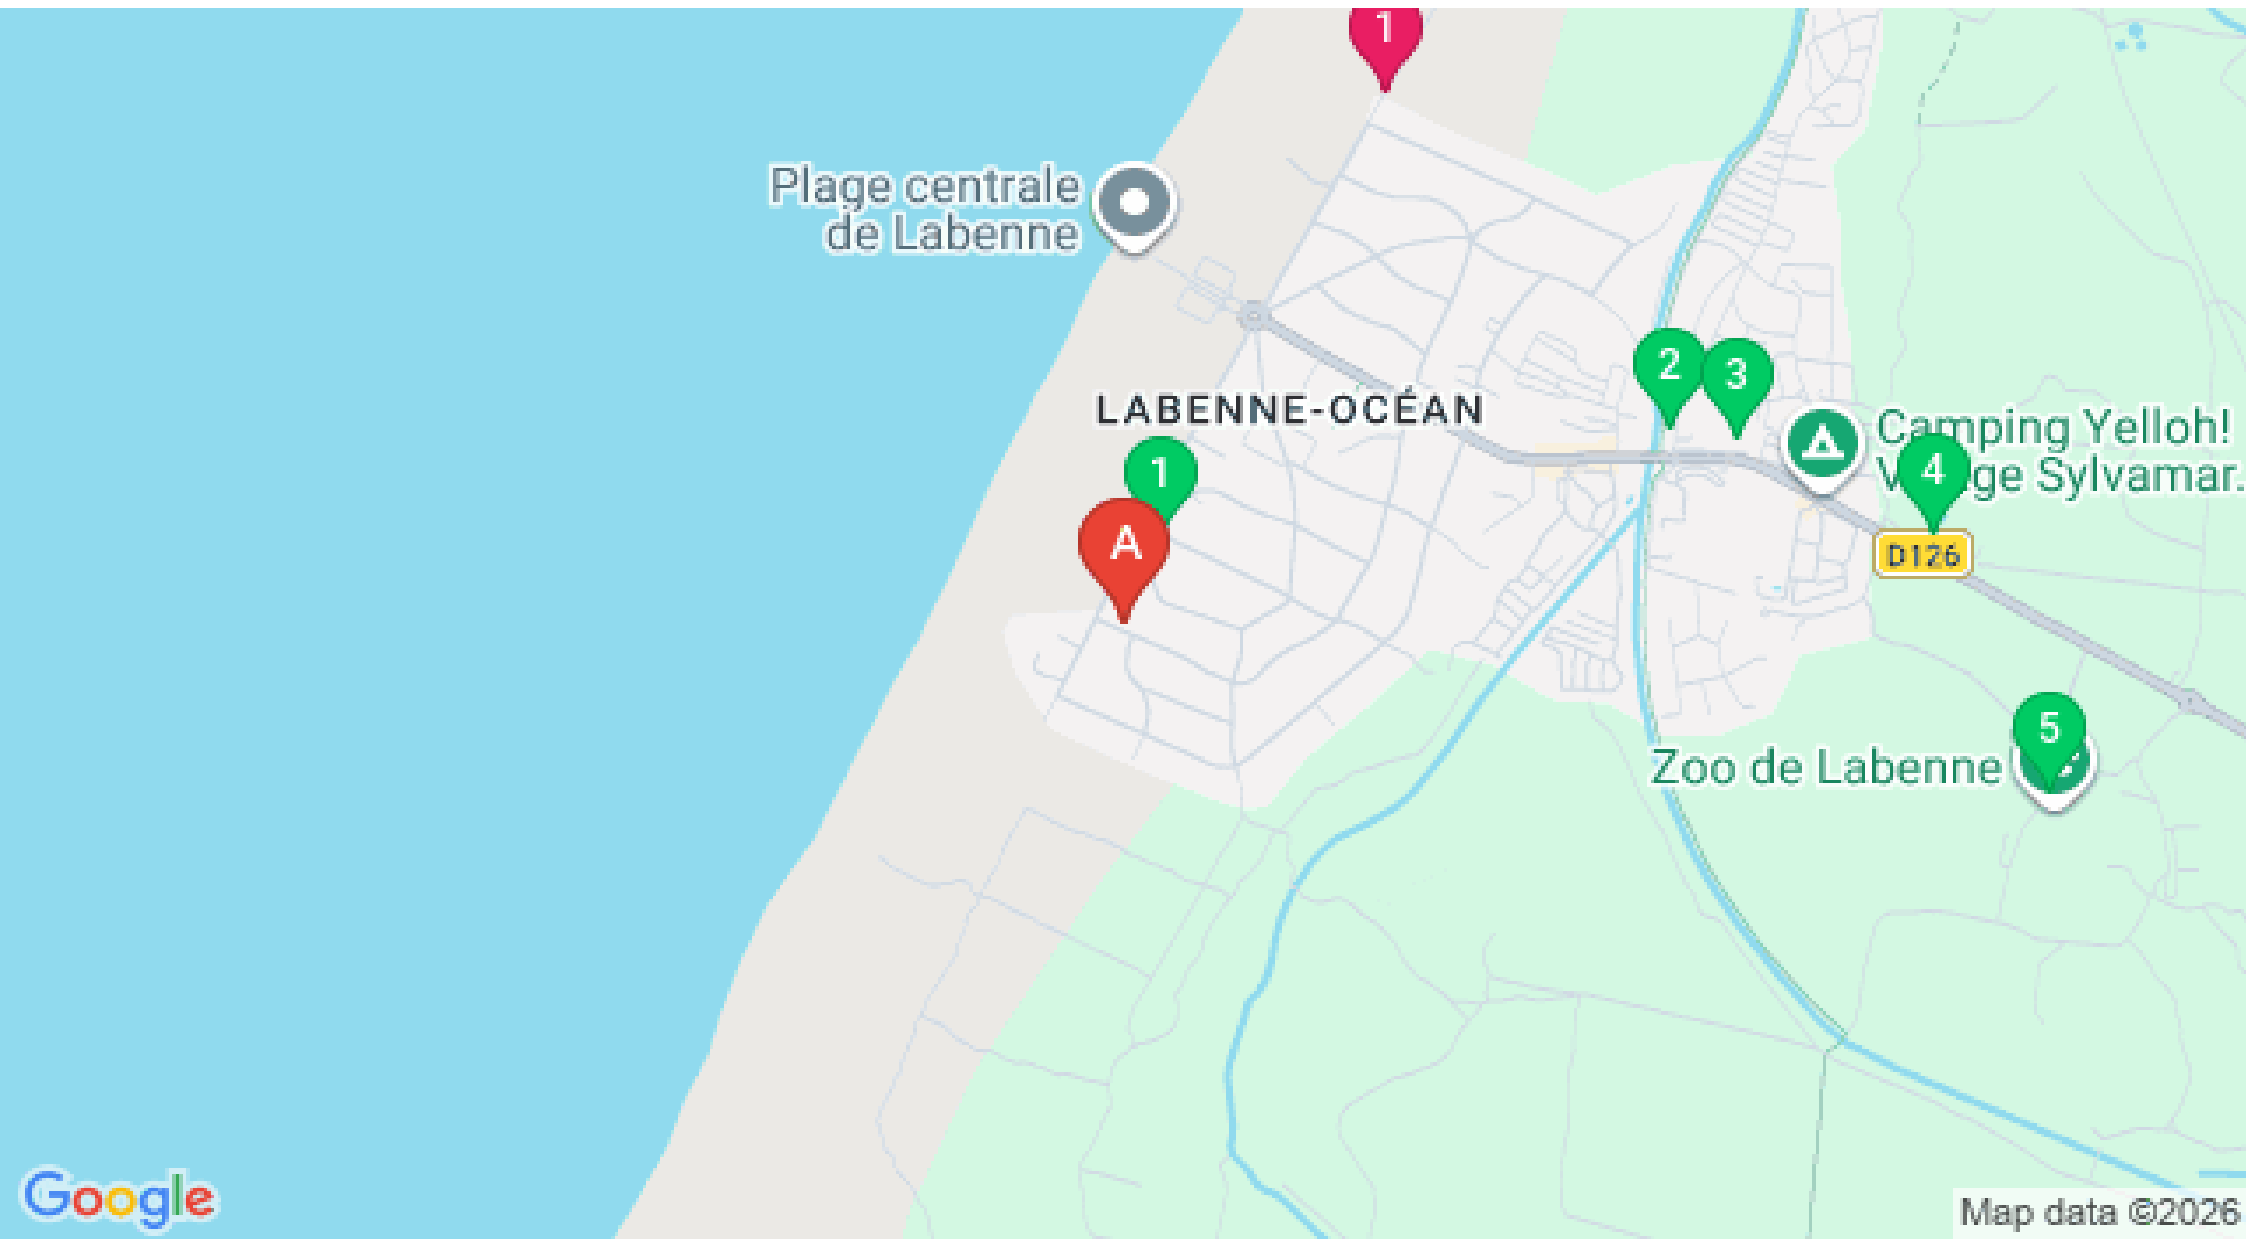 1
Plage centrale
de Labenne
2
3
LABENNE-OCÉAN
Camping Yelloh!
1
4
ge Sylvamar.
A
D126
5
Zoo de Labenne
Google
Map data ©2026